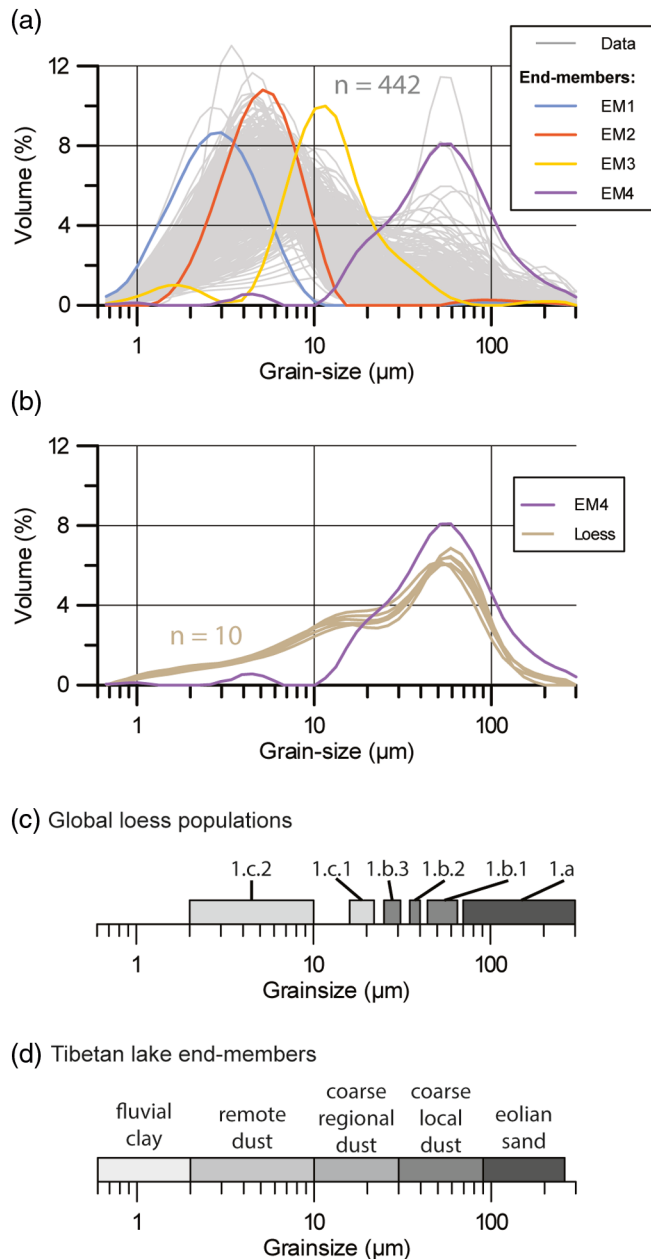 (a)
12
8
4
0
Volume (%)
n = 442
Data
End-members:
EM1
EM2
EM3
EM4
1
10
100
Grain-size (µm)
(b)
12
8
4
0
Volume (%)
n = 10
EM4
Loess
1
10
100
Grain-size (µm)
(c) Global loess populations
1.c.2
1.c.1
1.b.3
1.b.2
1.b.1
1.a
1
10
100
Grainsize (µm)
(d) Tibetan lake end-members
fluvial
clay
remote
dust
coarse
regional
dust
coarse
local
dust
eolian
sand
1
10
100
Grainsize (µm)